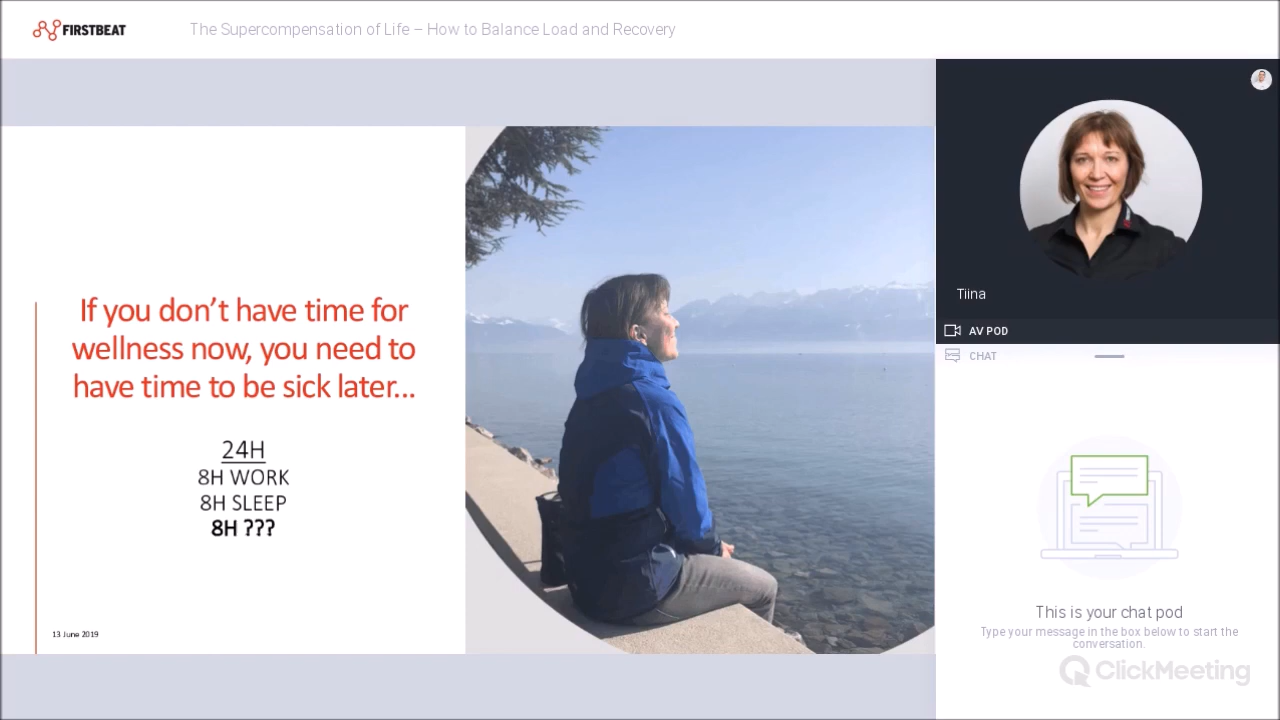 FIRSTBEAT
The Supercompensation of Life – How to Balance Load and Recovery
If you don't have time for
wellness now, you need to
have time to be sick later...
24H
8H WORK
8H SLEEP
8H ???
13 June 2019
Tiina
AV POD
CHAT
This is your chat pod
Type your message in the box below to start the
conversation.
ClickMeeting